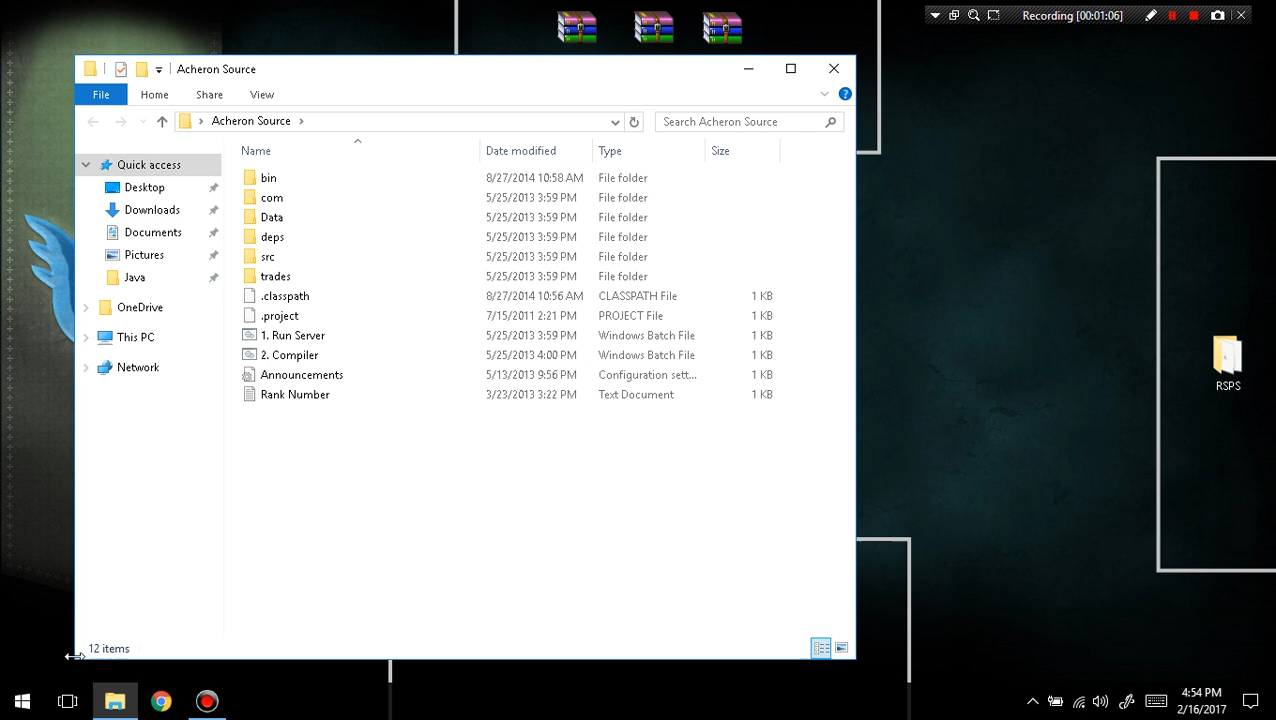 Recording [00:01:06]
Acheron Source
File Home Share View
Acheron Source
Search Acheron Source
Name Date modified Type Size
Quick access
Desktop
Downloads
Documents
Pictures
Java
OneDrive
This PC
Network
bin 8/27/2014 10:58 AM File folder
com 5/25/2013 3:59 PM File folder
Data 5/25/2013 3:59 PM File folder
deps 5/25/2013 3:59 PM File folder
src 5/25/2013 3:59 PM File folder
trades 5/25/2013 3:59 PM File folder
.classpath 8/27/2014 10:56 AM CLASSPATH File 1 KB
.project 7/15/2011 2:21 PM PROJECT File 1 KB
1. Run Server 5/25/2013 3:59 PM Windows Batch File 1 KB
2. Compiler 5/25/2013 4:00 PM Windows Batch File 1 KB
Announcements 5/13/2013 9:56 PM Configuration sett... 1 KB
Rank Number 3/23/2013 3:22 PM Text Document 1 KB
RSPS
12 items
4:54 PM
2/16/2017